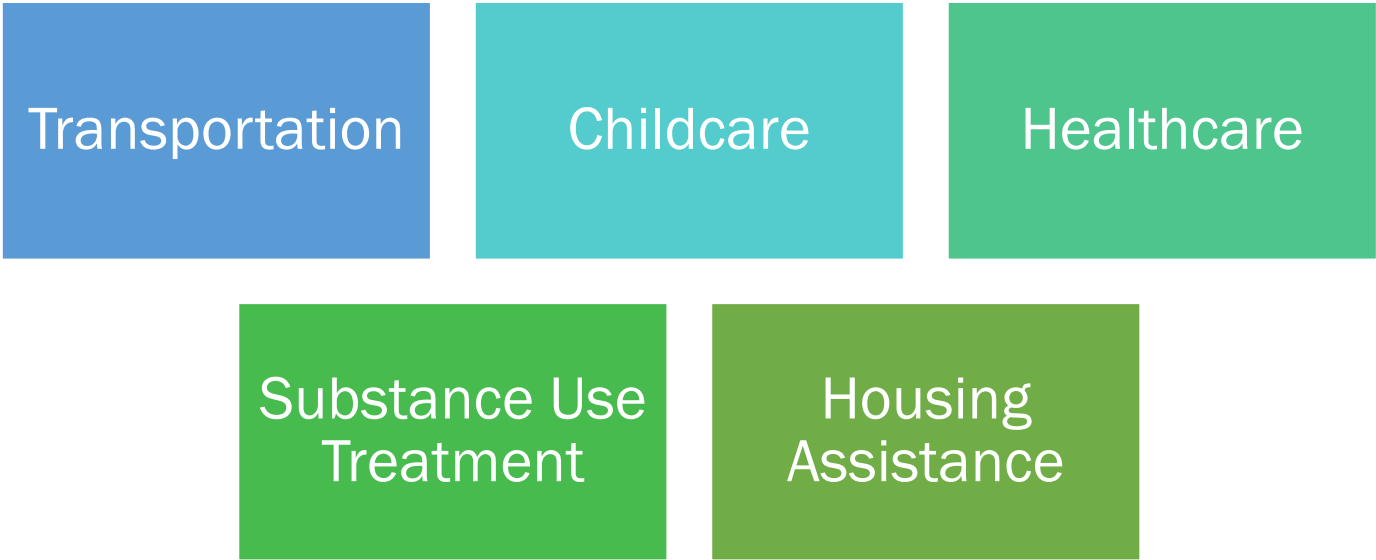 Transportation
Childcare
Healthcare
Substance Use
Treatment
Housing
Assistance